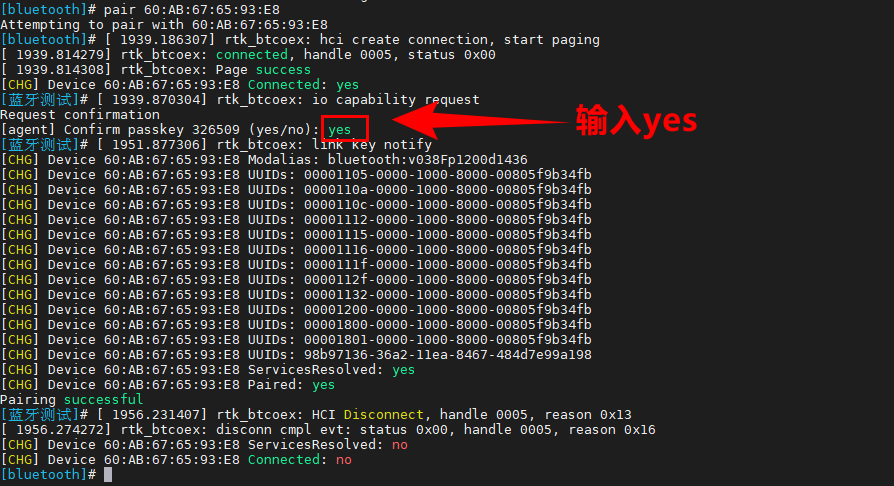 [bluetooth]# pair 60:AB:67:65:93:E8
Attempting to pair with 60:AB:67:65:93:E8
[bluetooth]# [ 1939.186307] rtk_btcoex: hci create connection, start paging
[ 1939.814279] rtk_btcoex: connected, handle 0005, status 0x00
[ 1939.814308] rtk_btcoex: Page success
[CHG] Device 60:AB:67:65:93:E8 Connected: yes
[蓝牙测试]# [ 1939.870304] rtk_btcoex: io capability request
Request confirmation
[agent] Confirm passkey 326509 (yes/no): yes
输入yes
[蓝牙测试]# [ 1951.877306] rtk_btcoex: link key notify
[CHG] Device 60:AB:67:65:93:E8 Modalias: bluetooth:v038Fp1200d1436
[CHG] Device 60:AB:67:65:93:E8 UUIDs: 00001105-0000-1000-8000-00805f9b34fb
[CHG] Device 60:AB:67:65:93:E8 UUIDs: 0000110a-0000-1000-8000-00805f9b34fb
[CHG] Device 60:AB:67:65:93:E8 UUIDs: 0000110c-0000-1000-8000-00805f9b34fb
[CHG] Device 60:AB:67:65:93:E8 UUIDs: 00001112-0000-1000-8000-00805f9b34fb
[CHG] Device 60:AB:67:65:93:E8 UUIDs: 00001115-0000-1000-8000-00805f9b34fb
[CHG] Device 60:AB:67:65:93:E8 UUIDs: 00001116-0000-1000-8000-00805f9b34fb
[CHG] Device 60:AB:67:65:93:E8 UUIDs: 0000111f-0000-1000-8000-00805f9b34fb
[CHG] Device 60:AB:67:65:93:E8 UUIDs: 0000112f-0000-1000-8000-00805f9b34fb
[CHG] Device 60:AB:67:65:93:E8 UUIDs: 00001132-0000-1000-8000-00805f9b34fb
[CHG] Device 60:AB:67:65:93:E8 UUIDs: 00001200-0000-1000-8000-00805f9b34fb
[CHG] Device 60:AB:67:65:93:E8 UUIDs: 00001800-0000-1000-8000-00805f9b34fb
[CHG] Device 60:AB:67:65:93:E8 UUIDs: 00001801-0000-1000-8000-00805f9b34fb
[CHG] Device 60:AB:67:65:93:E8 UUIDs: 98b97136-36a2-11ea-8467-484d7e99a198
[CHG] Device 60:AB:67:65:93:E8 ServicesResolved: yes
[CHG] Device 60:AB:67:65:93:E8 Paired: yes
Pairing successful
[蓝牙测试]# [ 1956.231407] rtk_btcoex: HCI Disconnect, handle 0005, reason 0x13
[ 1956.274272] rtk_btcoex: disconn cmpl evt: status 0x00, handle 0005, reason 0x16
[CHG] Device 60:AB:67:65:93:E8 ServicesResolved: no
[CHG] Device 60:AB:67:65:93:E8 Connected: no
[bluetooth]#